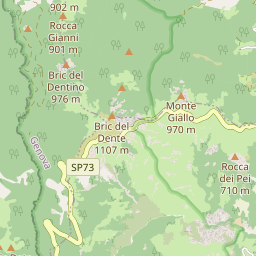 902 m
Rocca
Gianni
901 m
Bric del
Dentino
976 m
Bric del
Dente
1107 m
Monte
Giallo
970 m
Genova
SP73
Rocca
dei Pei
710 m